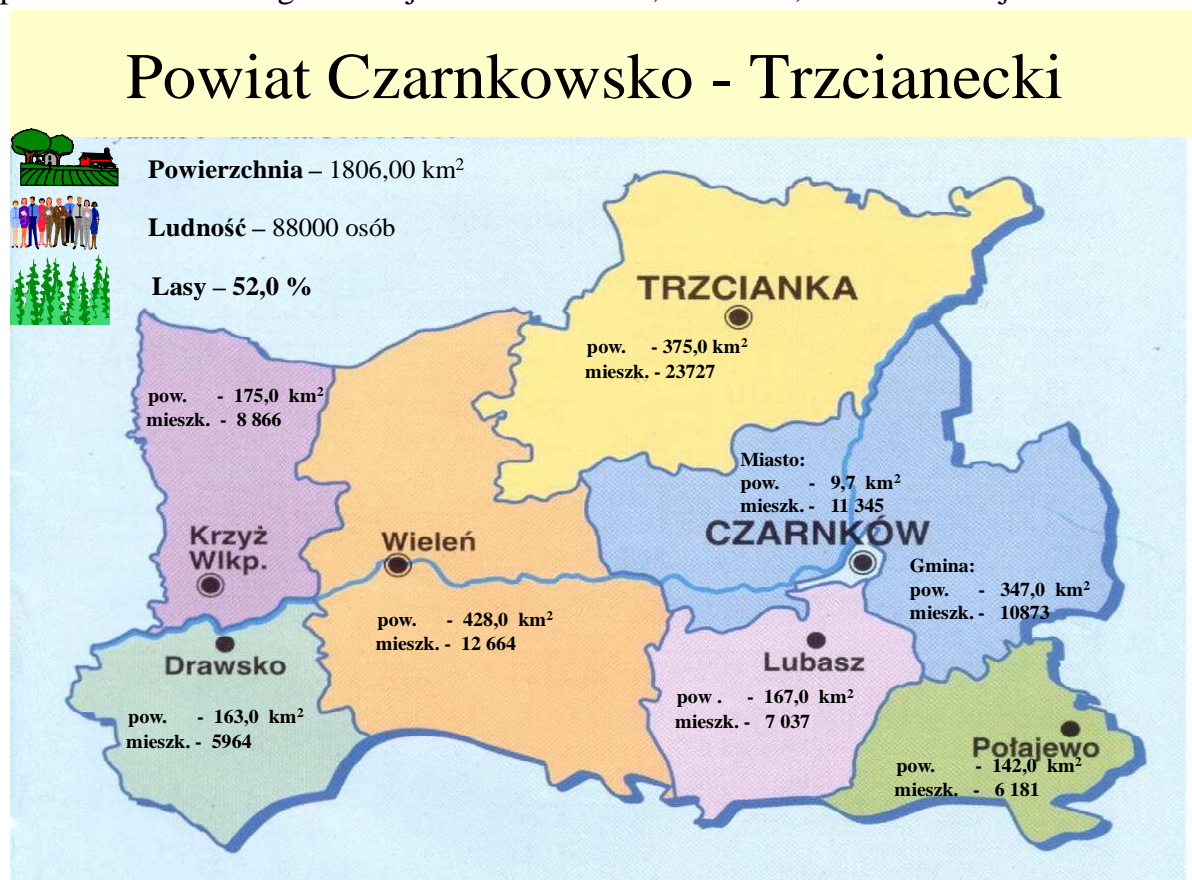 Powiat Czarnkowsko - Trzcianecki
Powierzchnia – 1806,00 km²
Ludność – 88000 osób
Lasy – 52,0 %
TRZCIANKA
pow. - 375,0 km²
mieszk. - 23727
pow. - 175,0 km²
mieszk. - 8 866
Krzyż
Wlkp.
Wieleń
pow. - 428,0 km²
mieszk. - 12 664
Miasto:
pow. - 9,7 km²
mieszk. - 11 345
CZARNKÓW
Gmina:
pow. - 347,0 km²
mieszk. - 10873
Drawsko
pow. - 163,0 km²
mieszk. - 5964
Lubasz
pow . - 167,0 km²
mieszk. - 7 037
Połajewo
pow. - 142,0 km²
mieszk. - 6 181